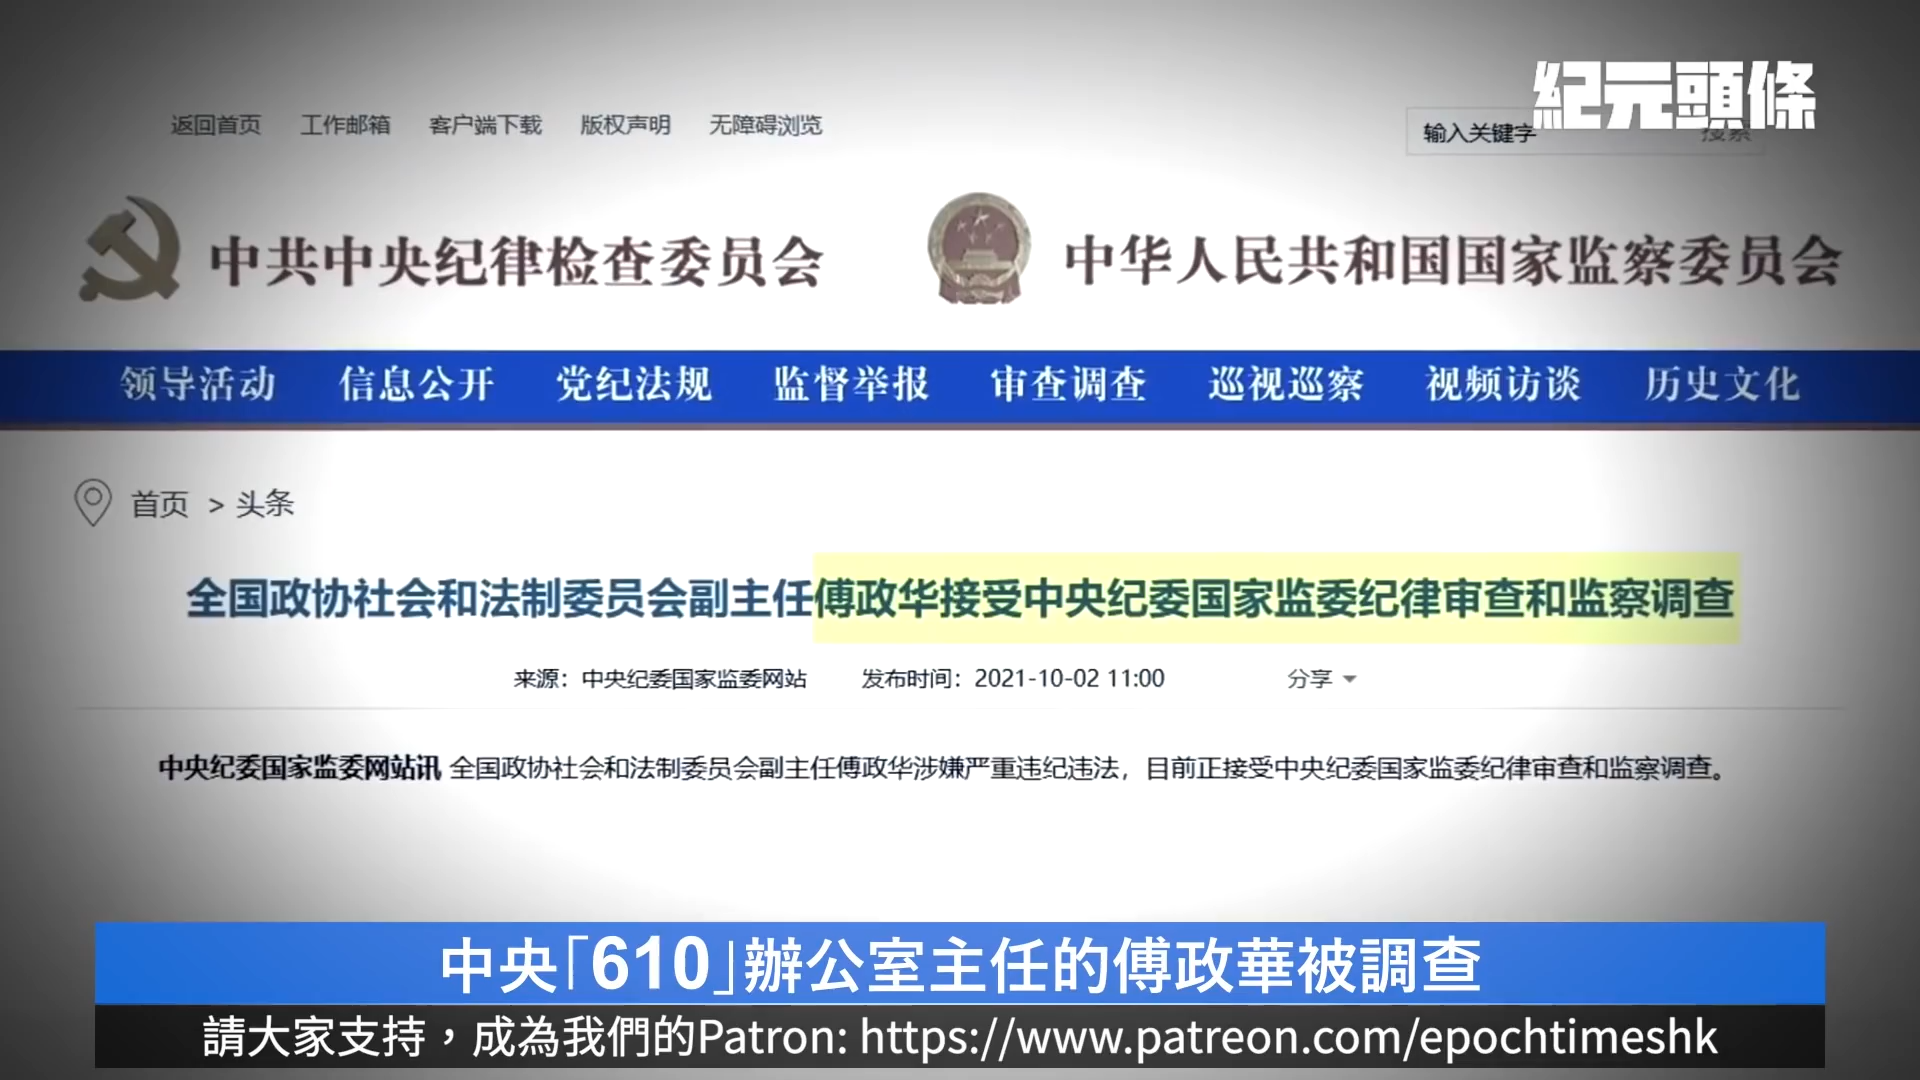 紀元頭條
返回首页 工作邮箱 客户端下载 版权声明 无障碍浏览
输入关键字 搜索
中共中央纪律检查委员会 中华人民共和国国家监察委员会
领导活动 信息公开 党纪法规 监督举报 审查调查 巡视巡察 视频访谈 历史文化
首页 > 头条
全国政协社会和法制委员会副主任傅政华接受中央纪委国家监委纪律审查和监察调查
来源：中央纪委国家监委网站 发布时间：2021-10-02 11:00 分享
中央纪委国家监委网站讯 全国政协社会和法制委员会副主任傅政华涉嫌严重违纪违法，目前正接受中央纪委国家监委纪律审查和监察调查。
中央「610」辦公室主任的傅政華被調查
請大家支持，成為我們的Patron: https://www.patreon.com/epochtimeshk